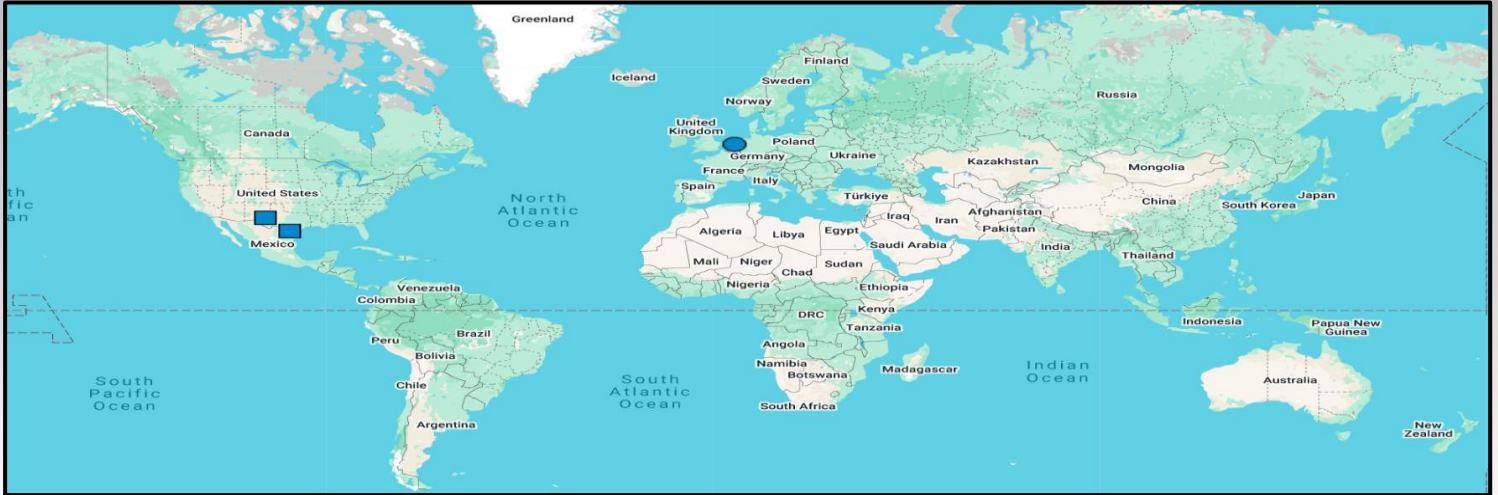 Greenland
Iceland
Finland
Sweden
Norway
Russia
United
Kingdom
Canada
Poland
Germany
Ukraine
France
Kazakhstan
Mongolia
Italy
Spain
United States
Türkiye
Japan
th
fic
an
North
Atlantic
Ocean
China
South Korea
Iraq
Iran
Afghanistan
Pakistan
Algeria
Libya
Egypt
Saudi Arabia
Mexico
India
Thailand
Mali
Niger
Chad
Sudan
Nigeria
Ethiopia
Venezuela
Colombia
Kenya
DRC
Tanzania
Indonesia
Papua New
Guinea
Brazil
Peru
Bolivia
Angola
Namibia
Botswana
Madagascar
Indian
Ocean
South
Pacific
Ocean
Chile
South
Atlantic
Ocean
South Africa
Australia
Argentina
New
Zealand